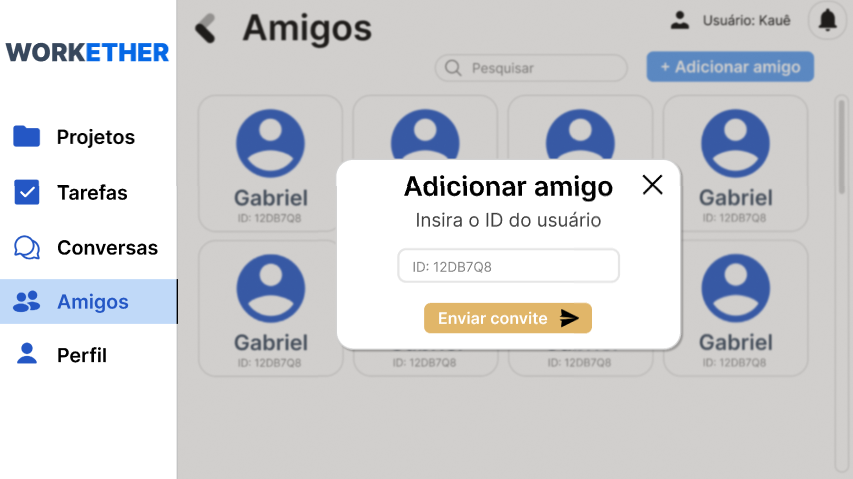 WORKETHER
Projetos
Tarefas
Conversas
Amigos
Perfil
Amigos
Usuário: Kauê
Pesquisar
+ Adicionar amigo
Gabriel
ID: 12DB7Q8
Gabriel
ID: 12DB7Q8
Adicionar amigo
Insira o ID do usuário
ID: 12DB7Q8
Enviar convite
Gabriel
ID: 12DB7Q8
ID: 12DB7Q8
ID: 12DB7Q8
Gabriel
ID: 12DB7Q8